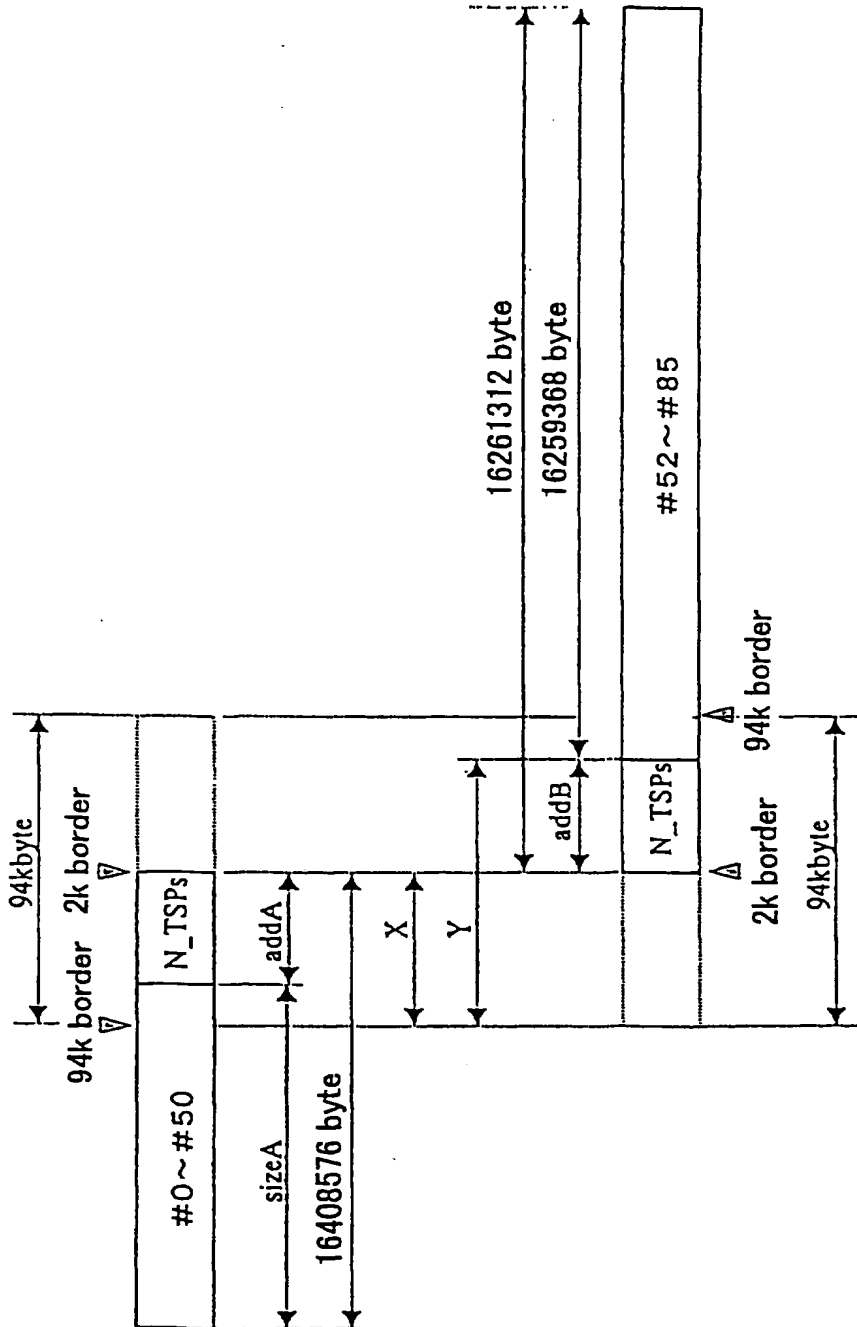 94kbyte
94k border
2k border
#0~#50
N_TSPs
sizeA
addA
16408576 byte
X
Y
16261312 byte
addB
16259368 byte
N_TSPs
#52~#85
2k border
94k border
94kbyte